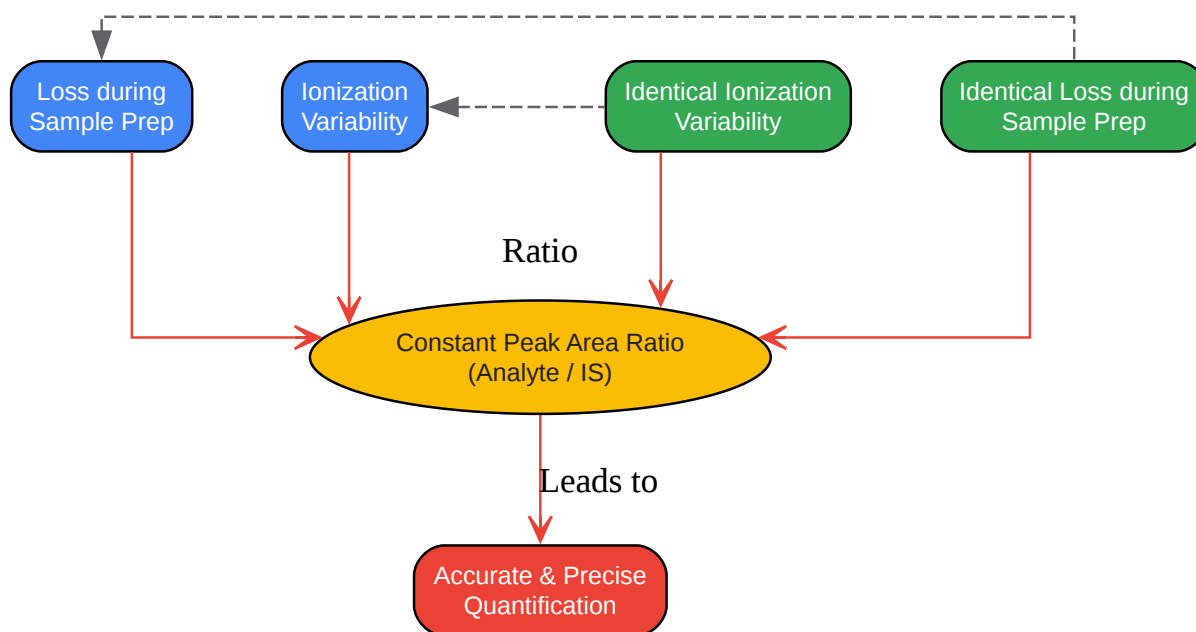 Loss during
Sample Prep
Ionization
Variability
Identical Ionization
Variability
Identical Loss during
Sample Prep
Ratio
Constant Peak Area Ratio
(Analyte / IS)
Leads to
Accurate & Precise
Quantification